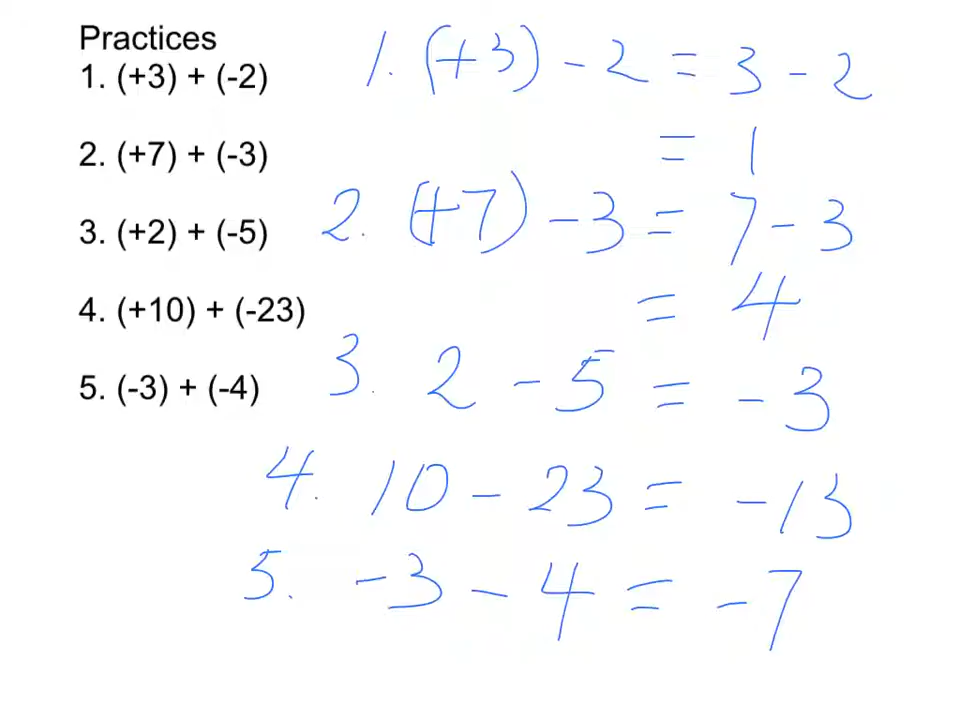 Practices
1. (+3) + (-2)
2. (+7) + (-3)
3. (+2) + (-5)
4. (+10) + (-23)
5. (-3) + (-4)
1. (+3) - 2 = 3 - 2
= 1
2. (+7) - 3 = 7 - 3
= 4
3. 2 - 5 = -3
4. 10 - 23 = -13
5. -3 - 4 = -7